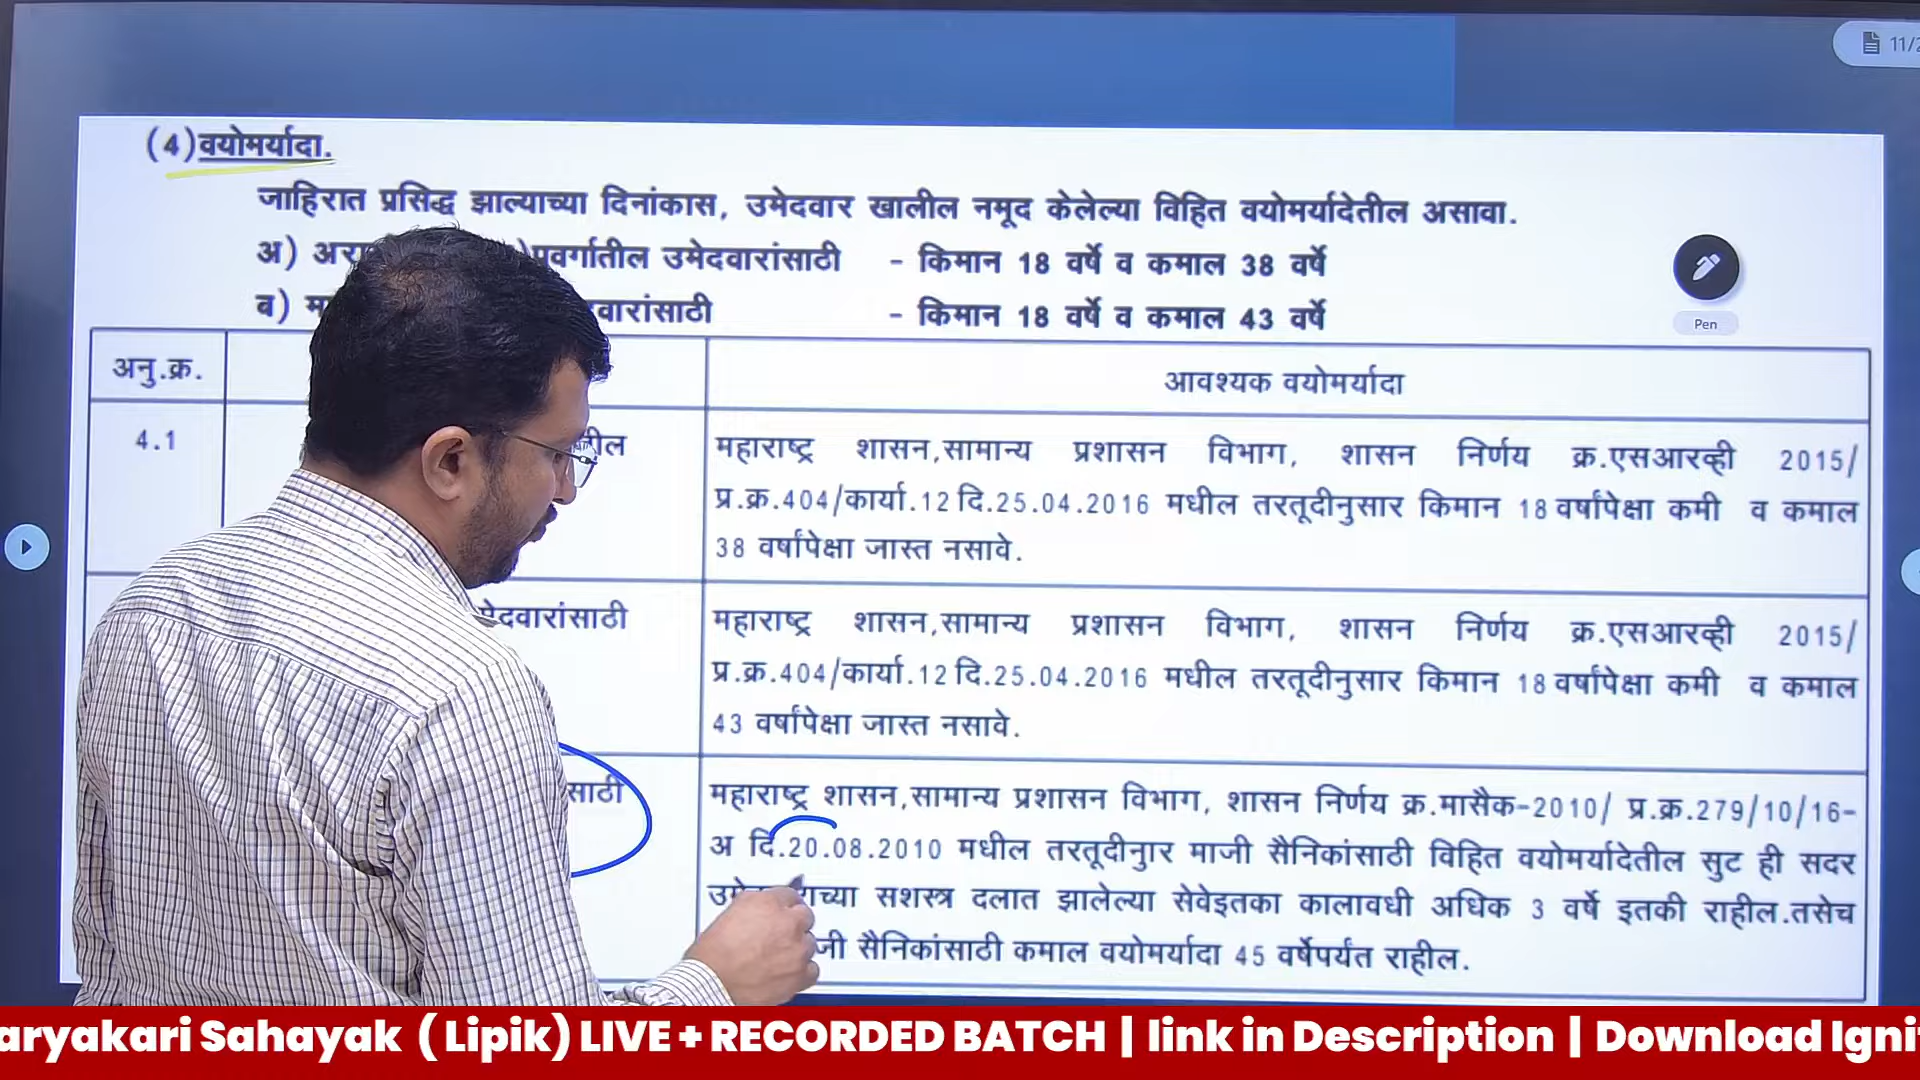 11/2
(4)वयोमर्यादा.
जाहिरात प्रसिद्ध झाल्याच्या दिनांकास, उमेदवार खालील नमूद केलेल्या विहित वयोमर्यादेतील असावा.
अ) प्रवर्गातील उमेदवारांसाठी - किमान 18 वर्षे व कमाल 38 वर्षे
ब) - किमान 18 वर्षे व कमाल 43 वर्षे
Pen
अनु.क्र. आवश्यक वयोमर्यादा
4.1
महाराष्ट्र शासन,सामान्य प्रशासन विभाग, शासन निर्णय क्र.एसआरव्ही 2015/
प्र.क्र.404/कार्या.12 दि.25.04.2016 मधील तरतूदीनुसार किमान 18 वर्षांपेक्षा कमी व कमाल
38 वर्षांपेक्षा जास्त नसावे.
मेदवारांसाठी
महाराष्ट्र शासन,सामान्य प्रशासन विभाग, शासन निर्णय क्र.एसआरव्ही 2015/
प्र.क्र.404/कार्या.12 दि.25.04.2016 मधील तरतूदीनुसार किमान 18 वर्षांपेक्षा कमी व कमाल
43 वर्षांपेक्षा जास्त नसावे.
साठी
महाराष्ट्र शासन,सामान्य प्रशासन विभाग, शासन निर्णय क्र.मासैक-2010/ प्र.क्र.279/10/16-
अ दि.20.08.2010 मधील तरतूदीनुार माजी सैनिकांसाठी विहित वयोमर्यादेतील सुट ही सदर
सशस्त्र दलात झालेल्या सेवेइतका कालावधी अधिक 3 वर्षे इतकी राहील.तसेच
सैनिकांसाठी कमाल वयोमर्यादा 45 वर्षेपर्यंत राहील.
aryakari Sahayak ( Lipik) LIVE + RECORDED BATCH | link in Description | Download Igni